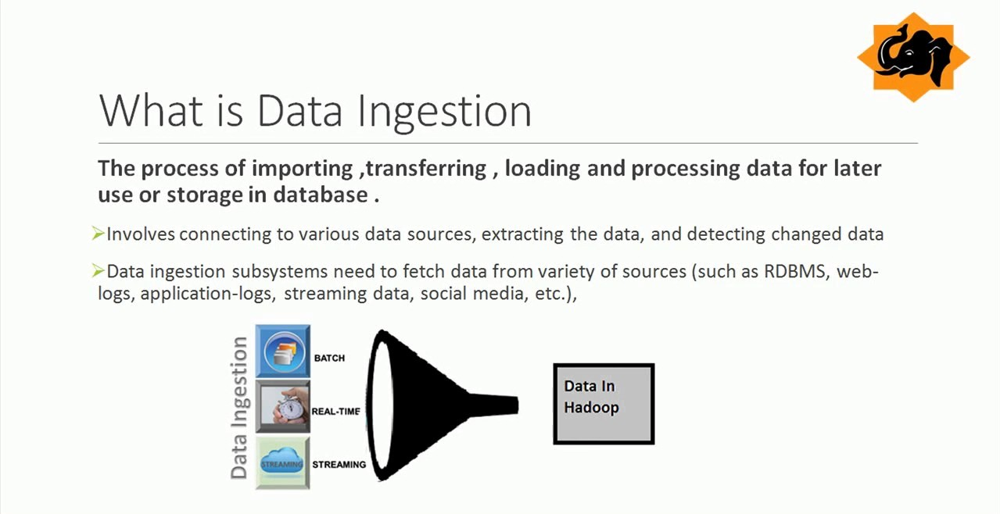 What is Data Ingestion
The process of importing ,transferring , loading and processing data for later
use or storage in database .
Involves connecting to various data sources, extracting the data, and detecting changed data
Data ingestion subsystems need to fetch data from variety of sources (such as RDBMS, web-
logs, application-logs, streaming data, social media, etc.),
Data Ingestion
BATCH
REAL-TIME
STREAMING
STREAMING
Data In
Hadoop